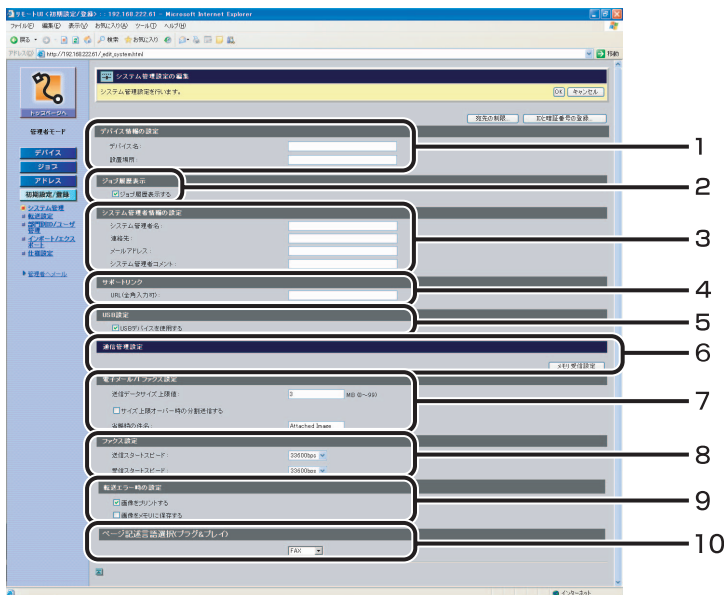 リモートUI <初期設定/登録> : : 192.168.222.61 - Microsoft Internet Explorer
ファイル(F) 編集(E) 表示(V) お気に入り(A) ツール(T) ヘルプ(H)
戻る 検索 お気に入り
アドレス(D) http://192.168.222.61/_edit_system.html 移動
トップページへ
管理者モード
デバイス
ジョブ
アドレス
初期設定/登録
システム管理
転送設定
部門別ID/ユーザ管理
インポート/エクスポート
仕様設定
管理者へメール
システム管理設定の編集
システム管理設定を行います。
OK キャンセル
宛先の制限... IDと暗証番号の登録...
デバイス情報の設定
デバイス名:
設置場所:
1
ジョブ履歴表示
ジョブ履歴表示する
2
システム管理者情報の設定
システム管理者名:
連絡先:
メールアドレス:
システム管理者コメント:
3
サポートリンク
URL(全角入力可):
4
USB設定
USBデバイスを使用する
5
通信管理設定
メモリ受信設定
6
電子メール/Iファクス設定
送信データサイズ上限値: 3 MB (0~99)
サイズ上限オーバー時の分割送信する
省略時の件名: Attached Image
7
ファクス設定
送信スタートスピード: 33600bps
受信スタートスピード: 33600bps
8
転送エラー時の設定
画像をプリントする
画像をメモリに保存する
9
ページ記述言語選択(プラグ&プレイ)
FAX
10
インターネット